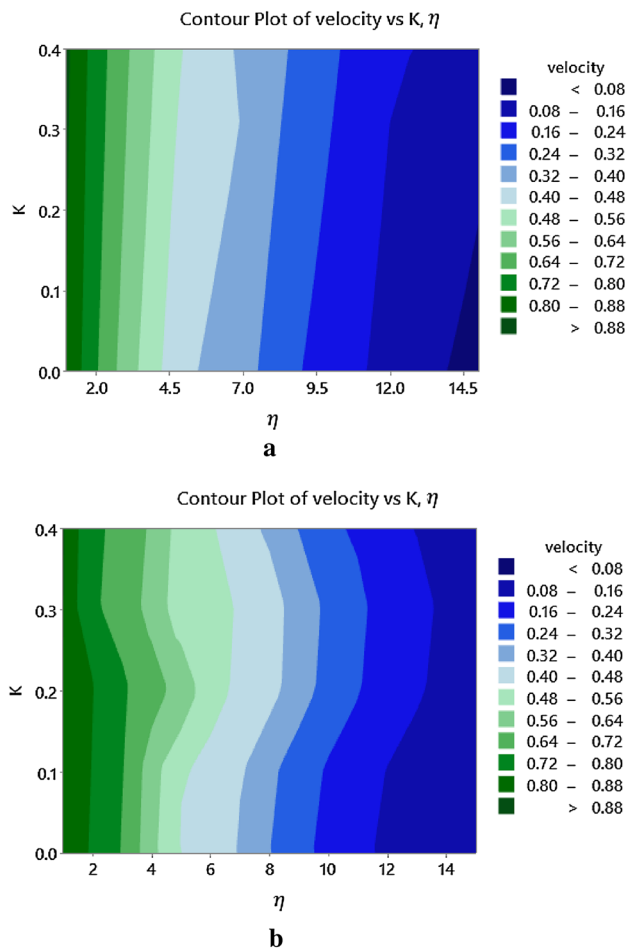 Contour Plot of velocity vs K, η
0.4
0.3
0.2
0.1
0.0
K
2.0 4.5 7.0 9.5 12.0 14.5
η
velocity
< 0.08
0.08 – 0.16
0.16 – 0.24
0.24 – 0.32
0.32 – 0.40
0.40 – 0.48
0.48 – 0.56
0.56 – 0.64
0.64 – 0.72
0.72 – 0.80
0.80 – 0.88
> 0.88
a
Contour Plot of velocity vs K, η
0.4
0.3
0.2
0.1
0.0
K
2 4 6 8 10 12 14
η
velocity
< 0.08
0.08 – 0.16
0.16 – 0.24
0.24 – 0.32
0.32 – 0.40
0.40 – 0.48
0.48 – 0.56
0.56 – 0.64
0.64 – 0.72
0.72 – 0.80
0.80 – 0.88
> 0.88
b